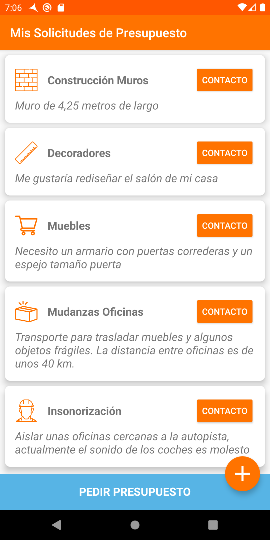 7:06
Mis Solicitudes de Presupuesto
Construcción Muros
CONTACTO
Muro de 4,25 metros de largo
Decoradores
CONTACTO
Me gustaría rediseñar el salón de mi casa
Muebles
CONTACTO
Necesito un armario con puertas correderas y un
espejo tamaño puerta
Mudanzas Oficinas
CONTACTO
Transporte para trasladar muebles y algunos
objetos frágiles. La distancia entre oficinas es de
unos 40 km.
Insonorización
CONTACTO
Aislar unas oficinas cercanas a la autopista,
actualmente el sonido de los coches es molesto
PEDIR PRESUPUESTO